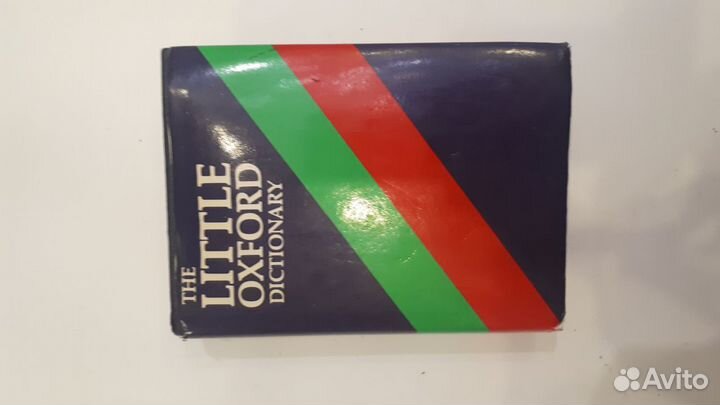 THE
LITTLE
OXFORD
DICTIONARY
Avito